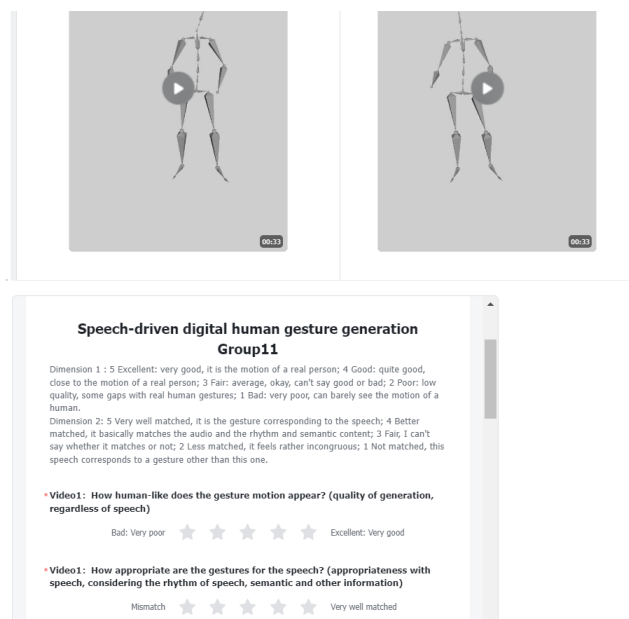 00:33
00:33
Speech-driven digital human gesture generation
Group11
Dimension 1 : 5 Excellent: very good, it is the motion of a real person; 4 Good: quite good,
close to the motion of a real person; 3 Fair: average, okay, can't say good or bad; 2 Poor: low
quality, some gaps with real human gestures; 1 Bad: very poor, can barely see the motion of a
human.
Dimension 2: 5 Very well matched, it is the gesture corresponding to the speech; 4 Better
matched, it basically matches the audio and the rhythm and semantic content; 3 Fair, I can't
say whether it matches or not; 2 Less matched, it feels rather incongruous; 1 Not matched, this
speech corresponds to a gesture other than this one.
* Video1: How human-like does the gesture motion appear? (quality of generation,
regardless of speech)
Bad: Very poor Excellent: Very good
* Video1: How appropriate are the gestures for the speech? (appropriateness with
speech, considering the rhythm of speech, semantic and other information)
Mismatch Very well matched